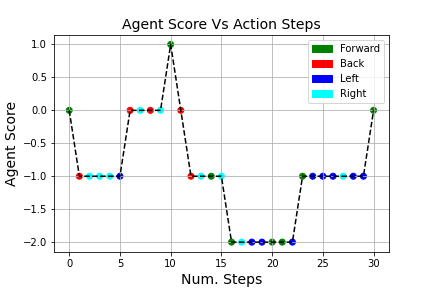 Agent Score Vs Action Steps
Agent Score
1.0
0.5
0.0
−0.5
−1.0
−1.5
−2.0
Forward
Back
Left
Right
0 5 10 15 20 25 30
Num. Steps